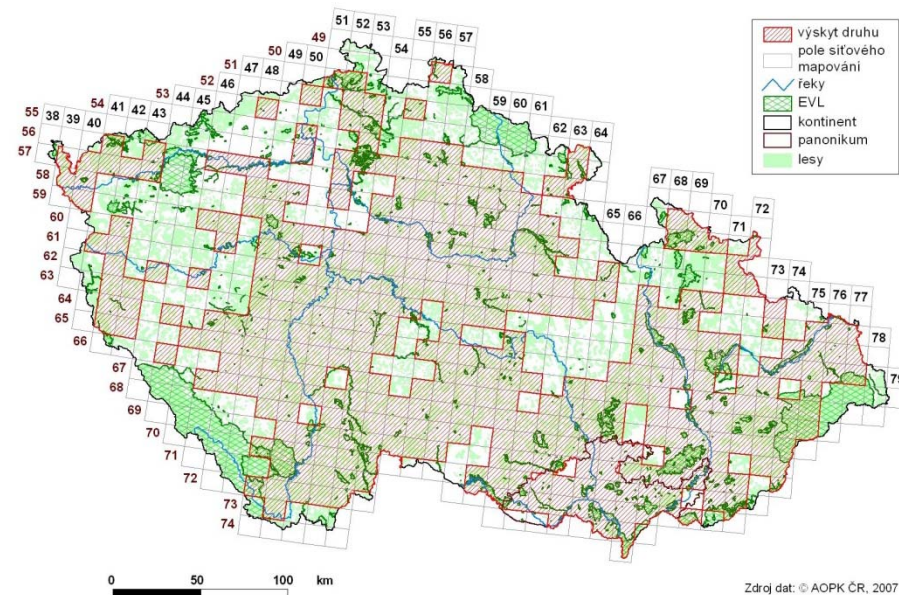 51 52 53
49
54
55 56 57
50 49 50
58
51 47 48
52 46
59 60 61
53 44 45
54 41 42 43
55 38 39 40
56
57
58
59
60
61
62
63
64
65
66
67
68
69
70
71
72
73
74
62 63 64
65 66
67 68 69
70
71 72
73 74
75 76 77
78
79
výskyt druhu
pole síťového
mapování
řeky
EVL
kontinent
panonikum
lesy
0 50 100 km
Zdroj dat: © AOPK ČR, 2007